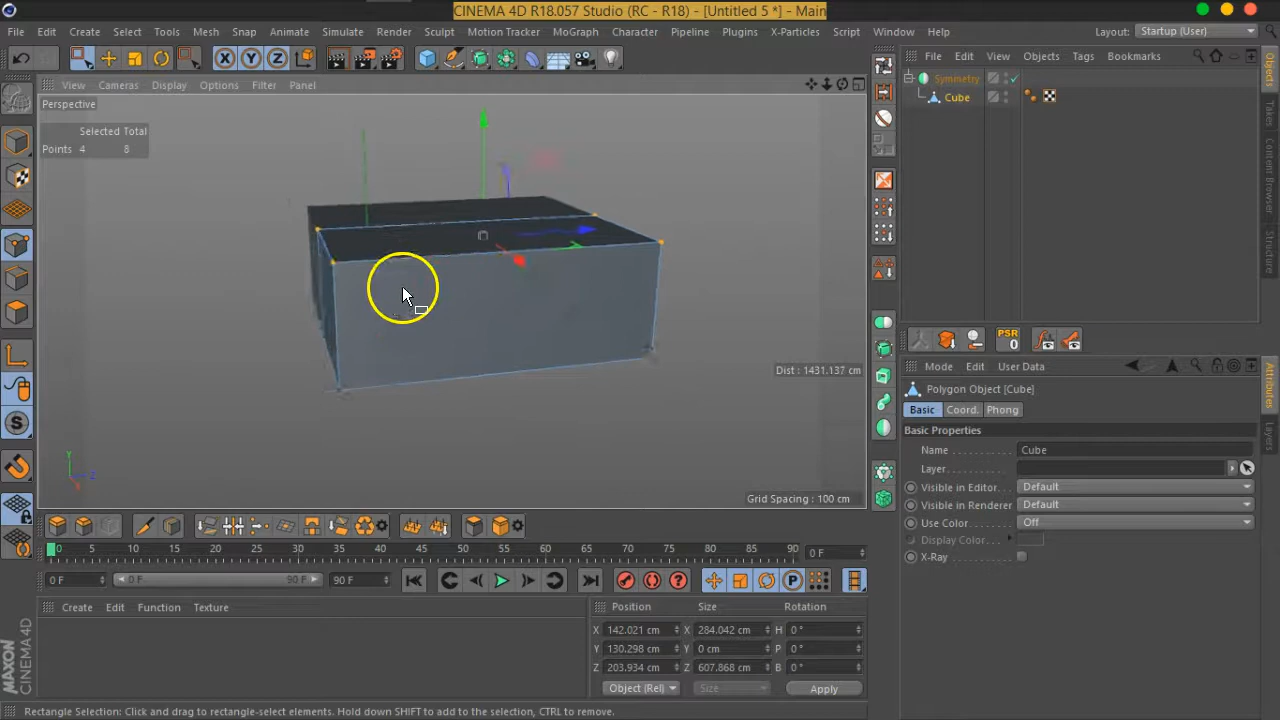 CINEMA 4D R18.057 Studio (RC - R18) - [Untitled 5 *] - Main
File Edit Create Select Tools Mesh Snap Animate Simulate Render Sculpt Motion Tracker MoGraph Character Pipeline Plugins X-Particles Script Window Help Layout: Startup (User)
X Y Z
File Edit View Objects Tags Bookmarks
View Cameras Display Options Filter Panel
Symmetry
Cube
Perspective
Selected Total
Points 4 8
Dist : 1431.137 cm
Grid Spacing : 100 cm
Y
Z
X
S
PSR
0
Mode Edit User Data
Polygon Object [Cube]
Basic Coord. Phong
Basic Properties
Name Cube
Layer
Visible in Editor Default
Visible in Renderer Default
Use Color Off
Display Color
X-Ray
Objects
Takes
Content Browser
Structure
Attributes
Layers
0 5 10 15 20 25 30 35 40 45 50 55 60 65 70 75 80 85 90 0 F
0 F 0 F 90 F 90 F
P
Create Edit Function Texture
Position Size Rotation
X 142.021 cm X 284.042 cm H 0 °
Y 130.298 cm Y 0 cm P 0 °
Z 203.934 cm Z 607.868 cm B 0 °
Object (Rel) Size Apply
MAXON
CINEMA 4D
Rectangle Selection: Click and drag to rectangle-select elements. Hold down SHIFT to add to the selection, CTRL to remove.